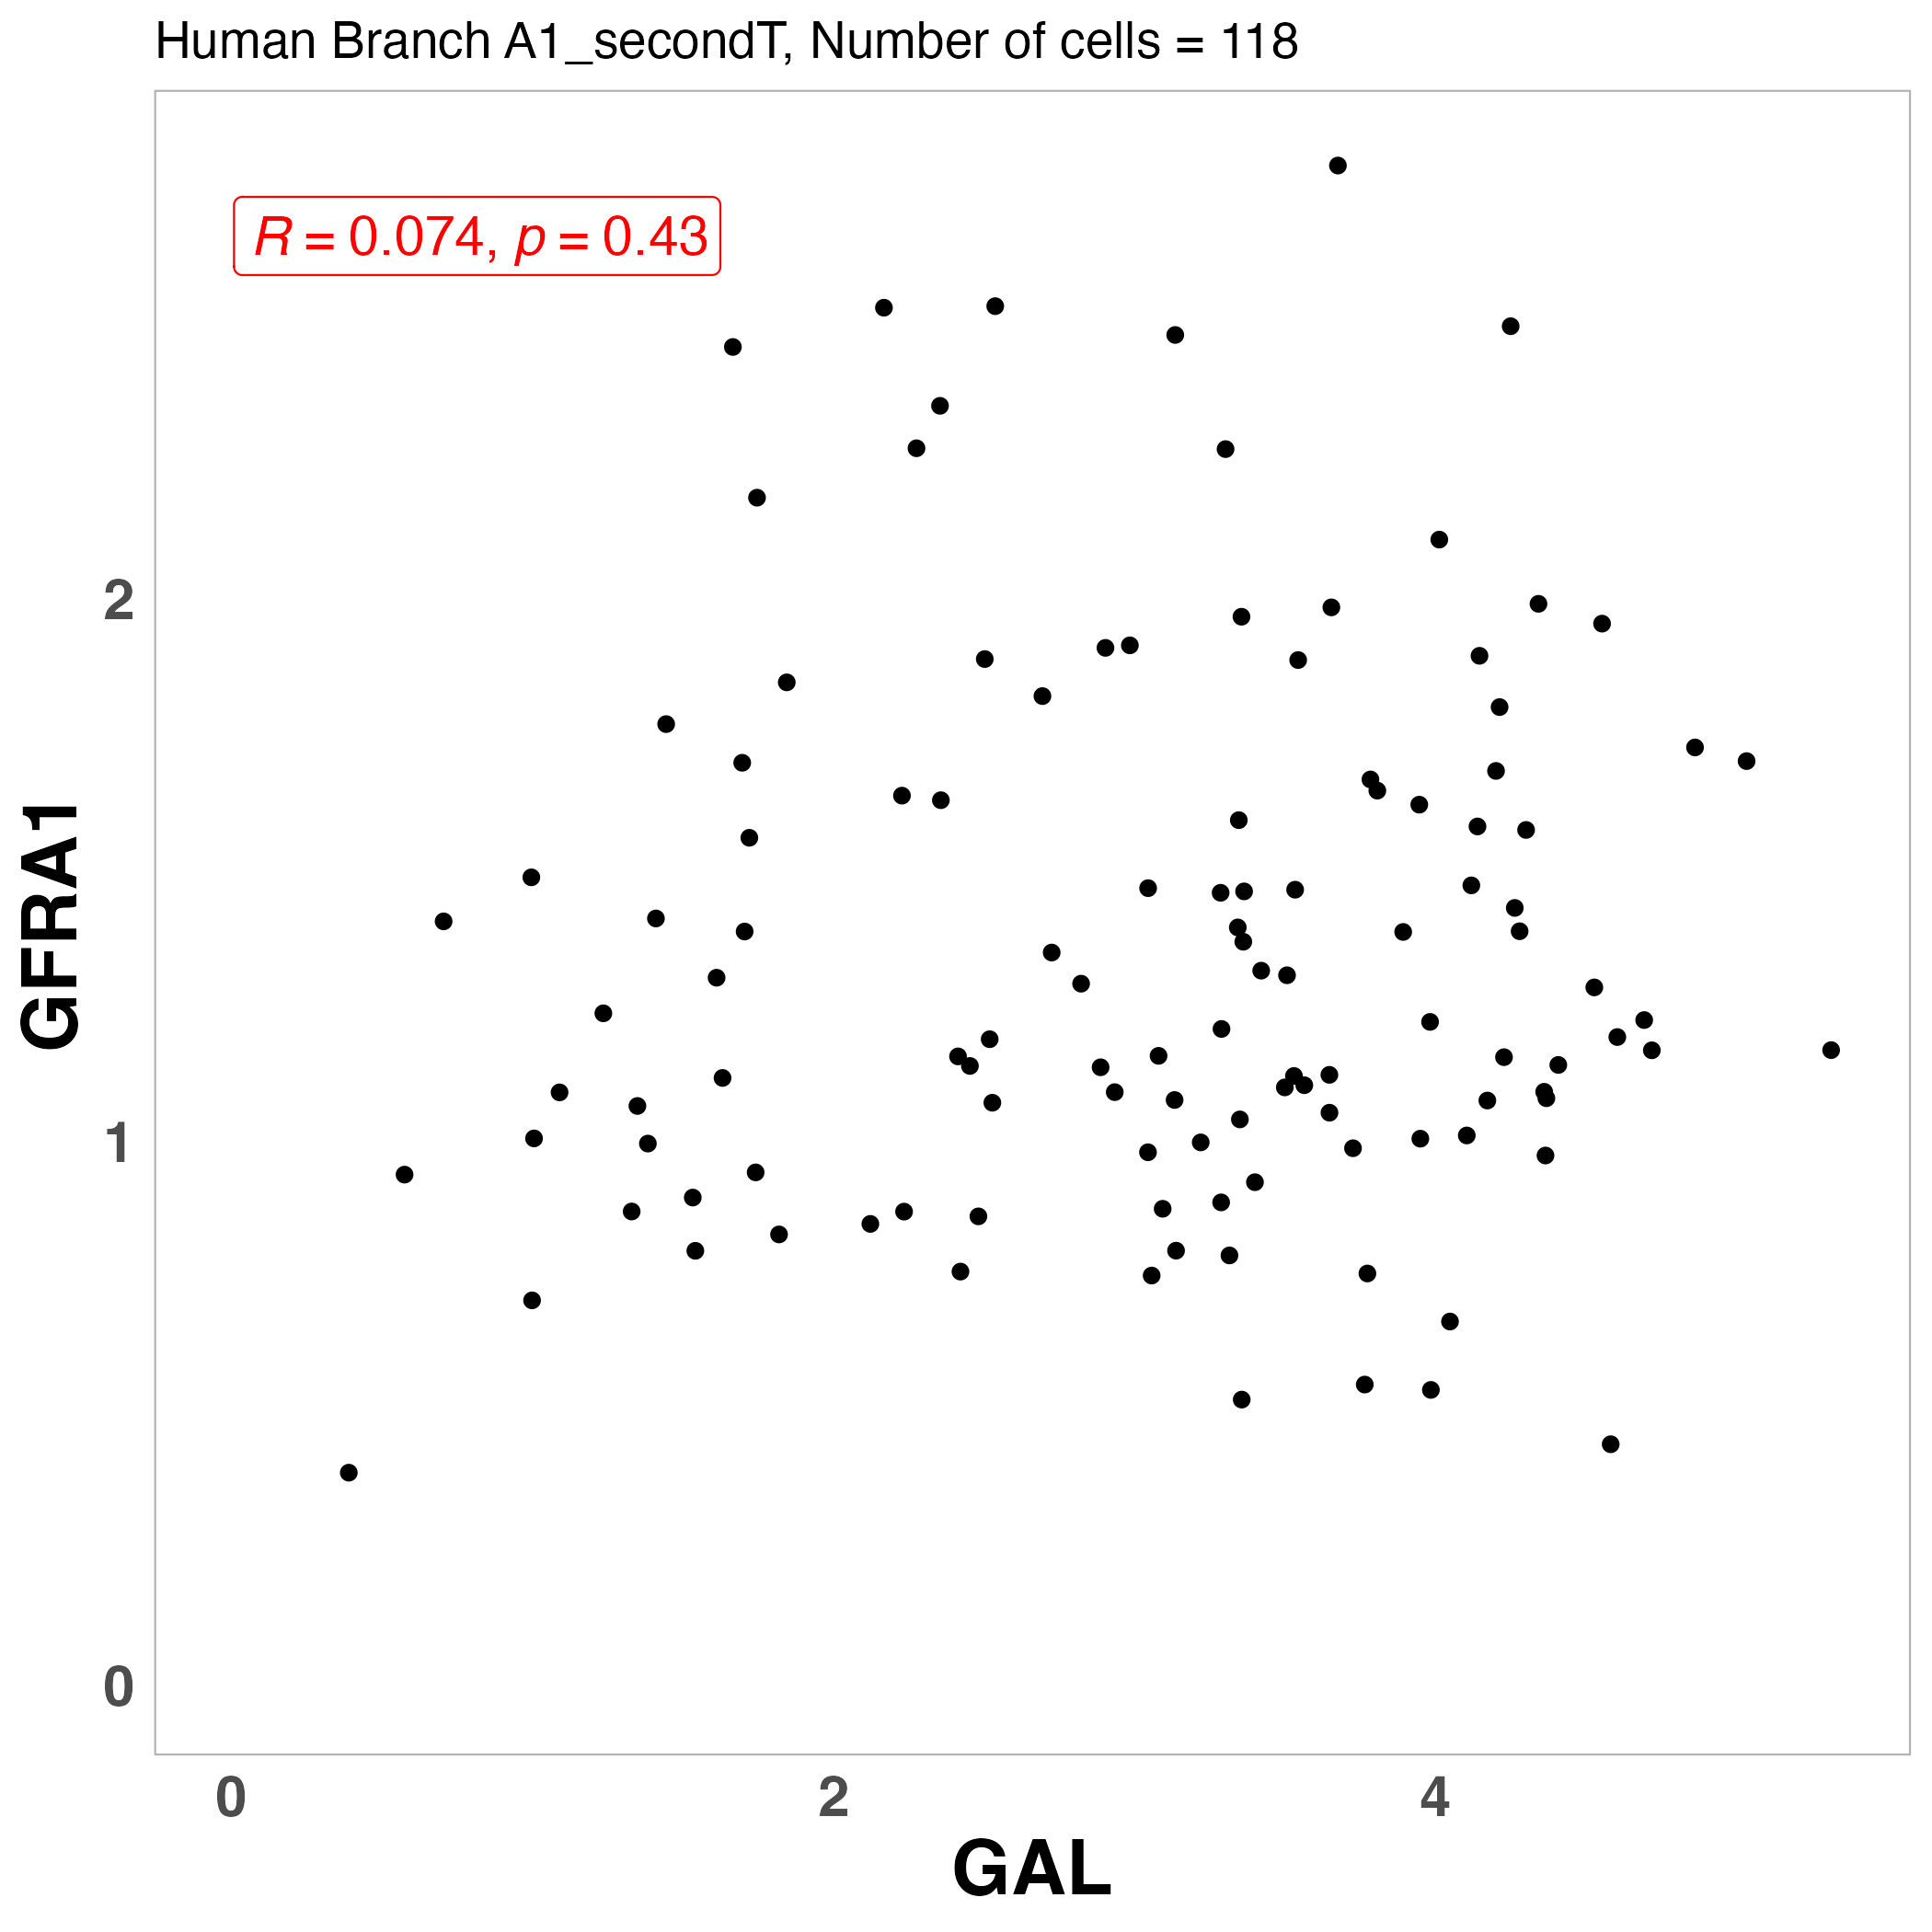 Human Branch A1_secondT, Number of cells = 118
R = 0.074, p = 0.43
2
1
0
GFRA1
0 2 4
GAL